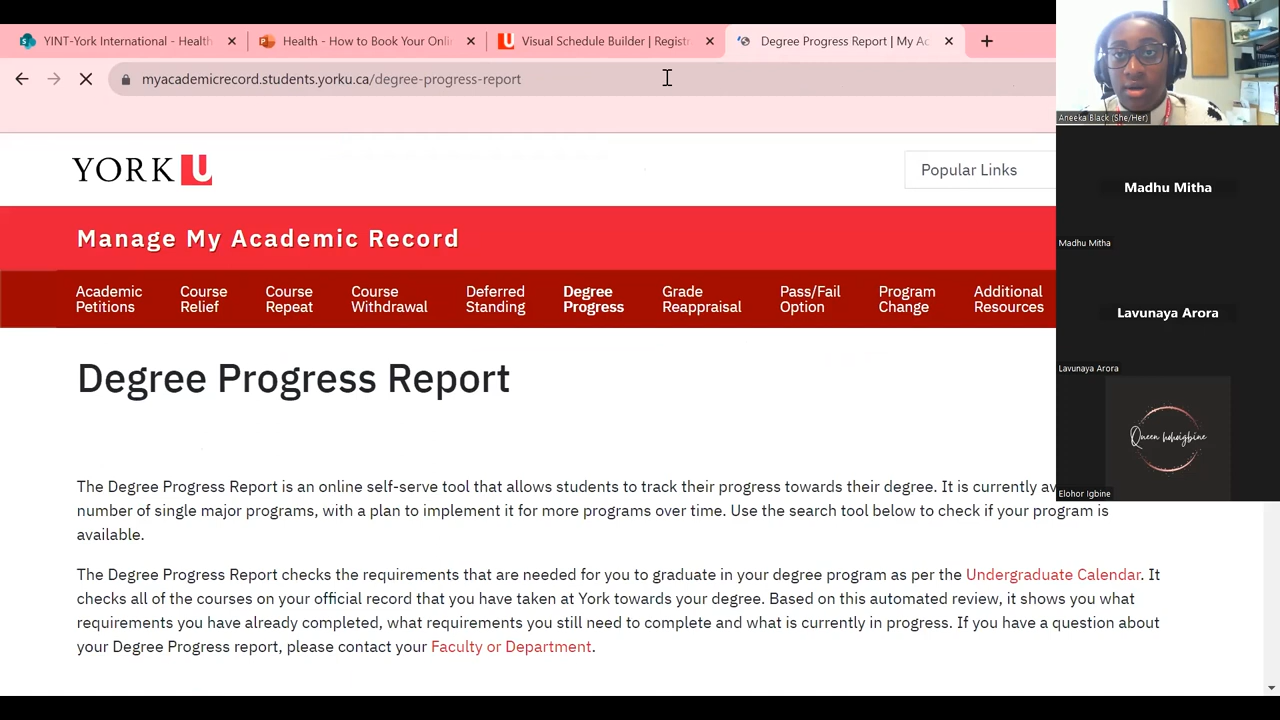 YINT-York International - Health
Health - How to Book Your Onli
Visual Schedule Builder | Registr
Degree Progress Report | My Ac
myacademicrecord.students.yorku.ca/degree-progress-report
YORK U
Popular Links
Manage My Academic Record
Academic Petitions
Course Relief
Course Repeat
Course Withdrawal
Deferred Standing
Degree Progress
Grade Reappraisal
Pass/Fail Option
Program Change
Additional Resources
Degree Progress Report
The Degree Progress Report is an online self-serve tool that allows students to track their progress towards their degree. It is currently av
number of single major programs, with a plan to implement it for more programs over time. Use the search tool below to check if your program is
available.
The Degree Progress Report checks the requirements that are needed for you to graduate in your degree program as per the Undergraduate Calendar. It
checks all of the courses on your official record that you have taken at York towards your degree. Based on this automated review, it shows you what
requirements you have already completed, what requirements you still need to complete and what is currently in progress. If you have a question about
your Degree Progress report, please contact your Faculty or Department.
Aneeka Black (She/Her)
Madhu Mitha
Madhu Mitha
Lavunaya Arora
Lavunaya Arora
Queen
Elohor Igbine